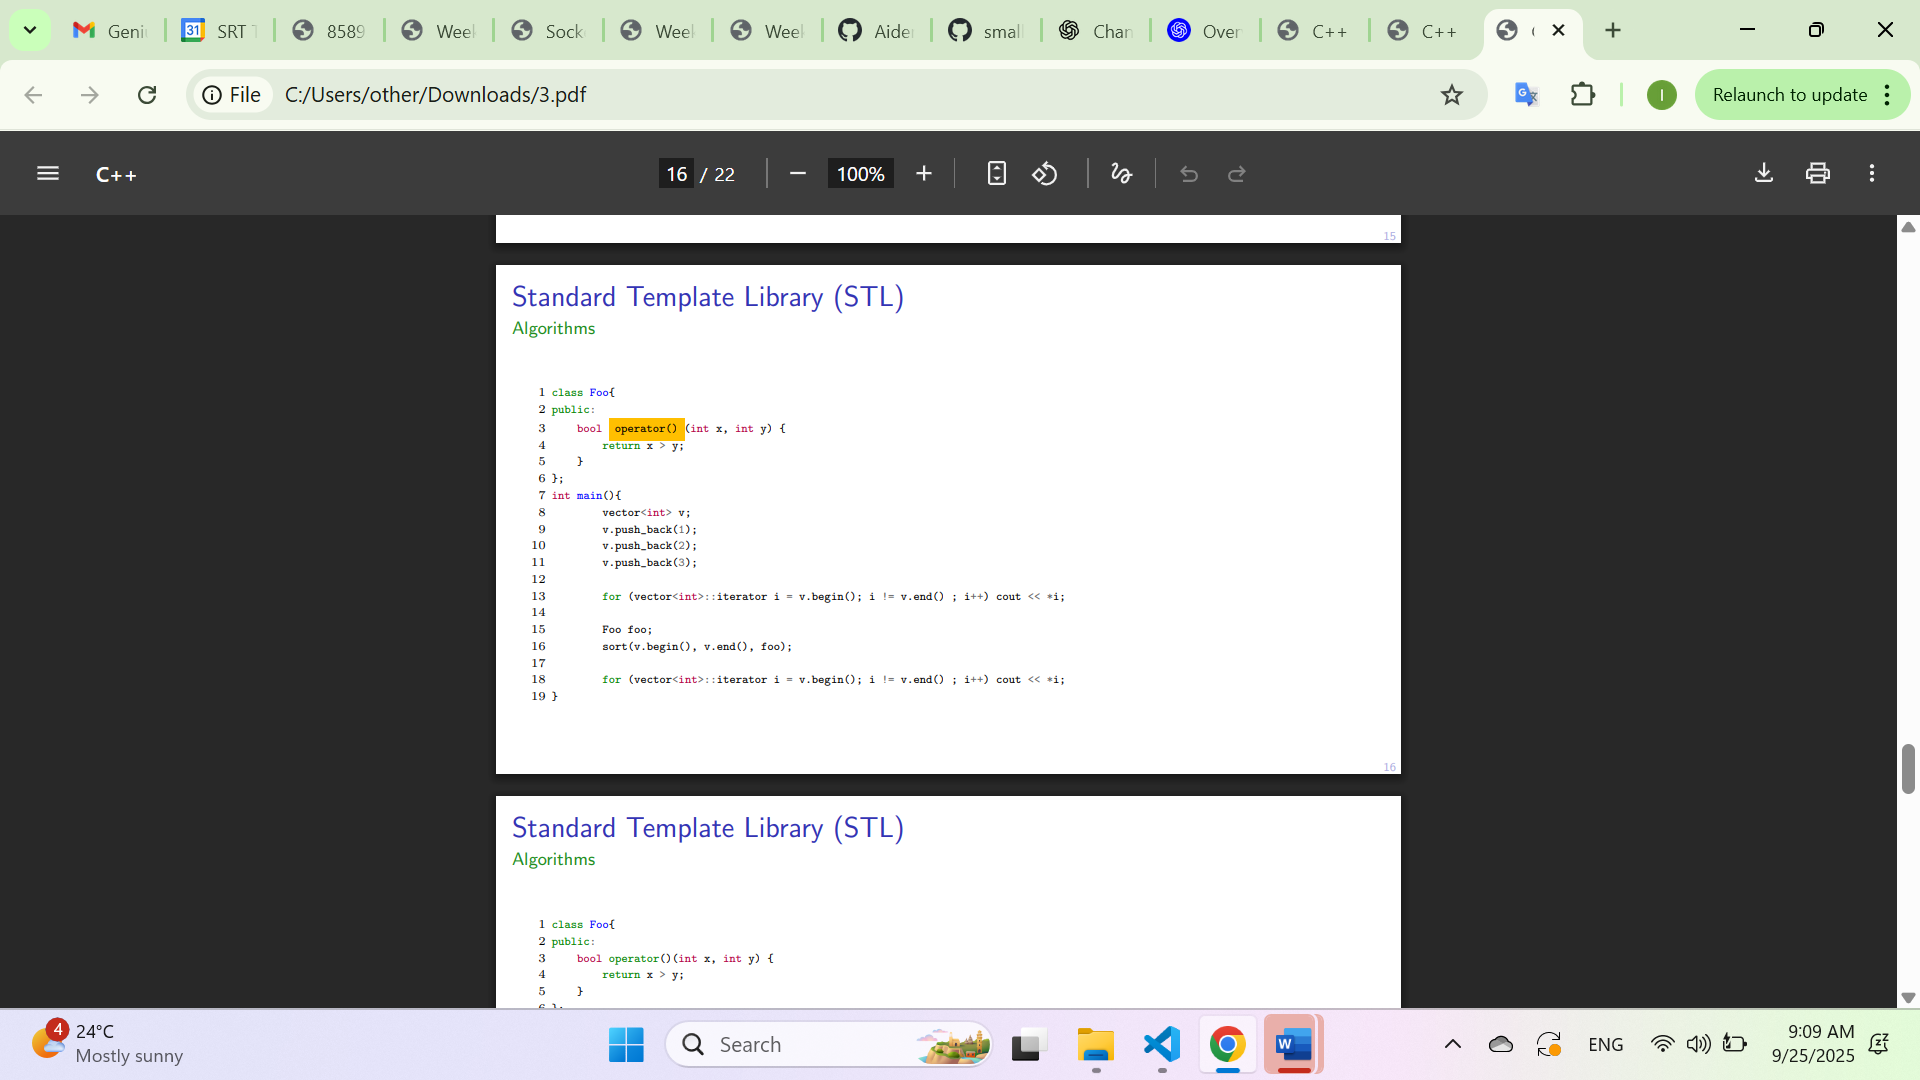 Geni
31 SRT T
8589
Week
Sock
Week
Week
Aider
small
Chan
Over
C++
C++
File C:/Users/other/Downloads/3.pdf
Relaunch to update
C++
16 / 22
100%
15
Standard Template Library (STL)
Algorithms
1 class Foo{
2 public:
3 bool operator() (int x, int y) {
4 return x > y;
5 }
6 };
7 int main(){
8 vector<int> v;
9 v.push_back(1);
10 v.push_back(2);
11 v.push_back(3);
12
13 for (vector<int>::iterator i = v.begin(); i != v.end() ; i++) cout << *i;
14
15 Foo foo;
16 sort(v.begin(), v.end(), foo);
17
18 for (vector<int>::iterator i = v.begin(); i != v.end() ; i++) cout << *i;
19 }
16
Standard Template Library (STL)
Algorithms
1 class Foo{
2 public:
3 bool operator()(int x, int y) {
4 return x > y;
5 }
6 };
4
24°C
Mostly sunny
Search
ENG
9:09 AM
9/25/2025